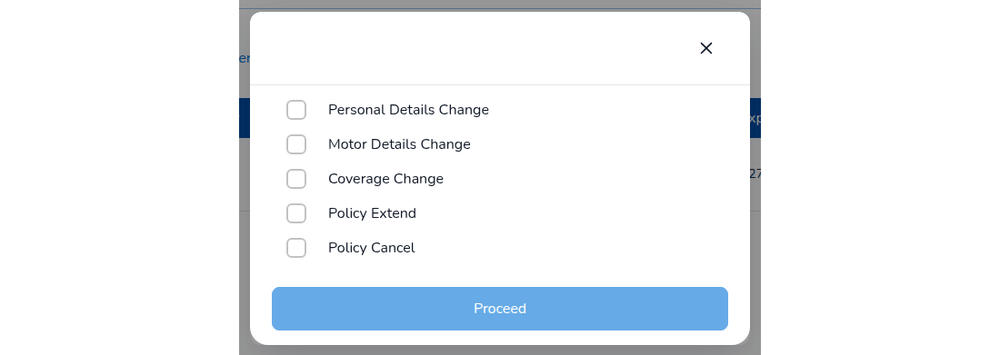 Personal Details Change
Motor Details Change
Coverage Change
Policy Extend
Policy Cancel
Proceed